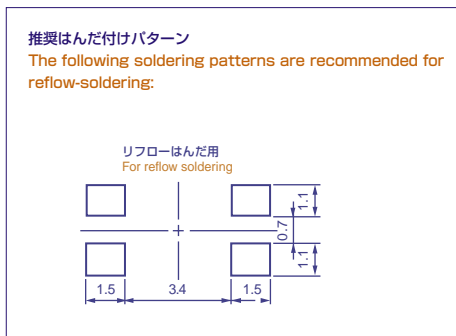 推奨はんだ付けパターン
The following soldering patterns are recommended for
reflow-soldering:
リフローはんだ用
For reflow soldering
1.1
0.7
1.1
1.5 3.4 1.5